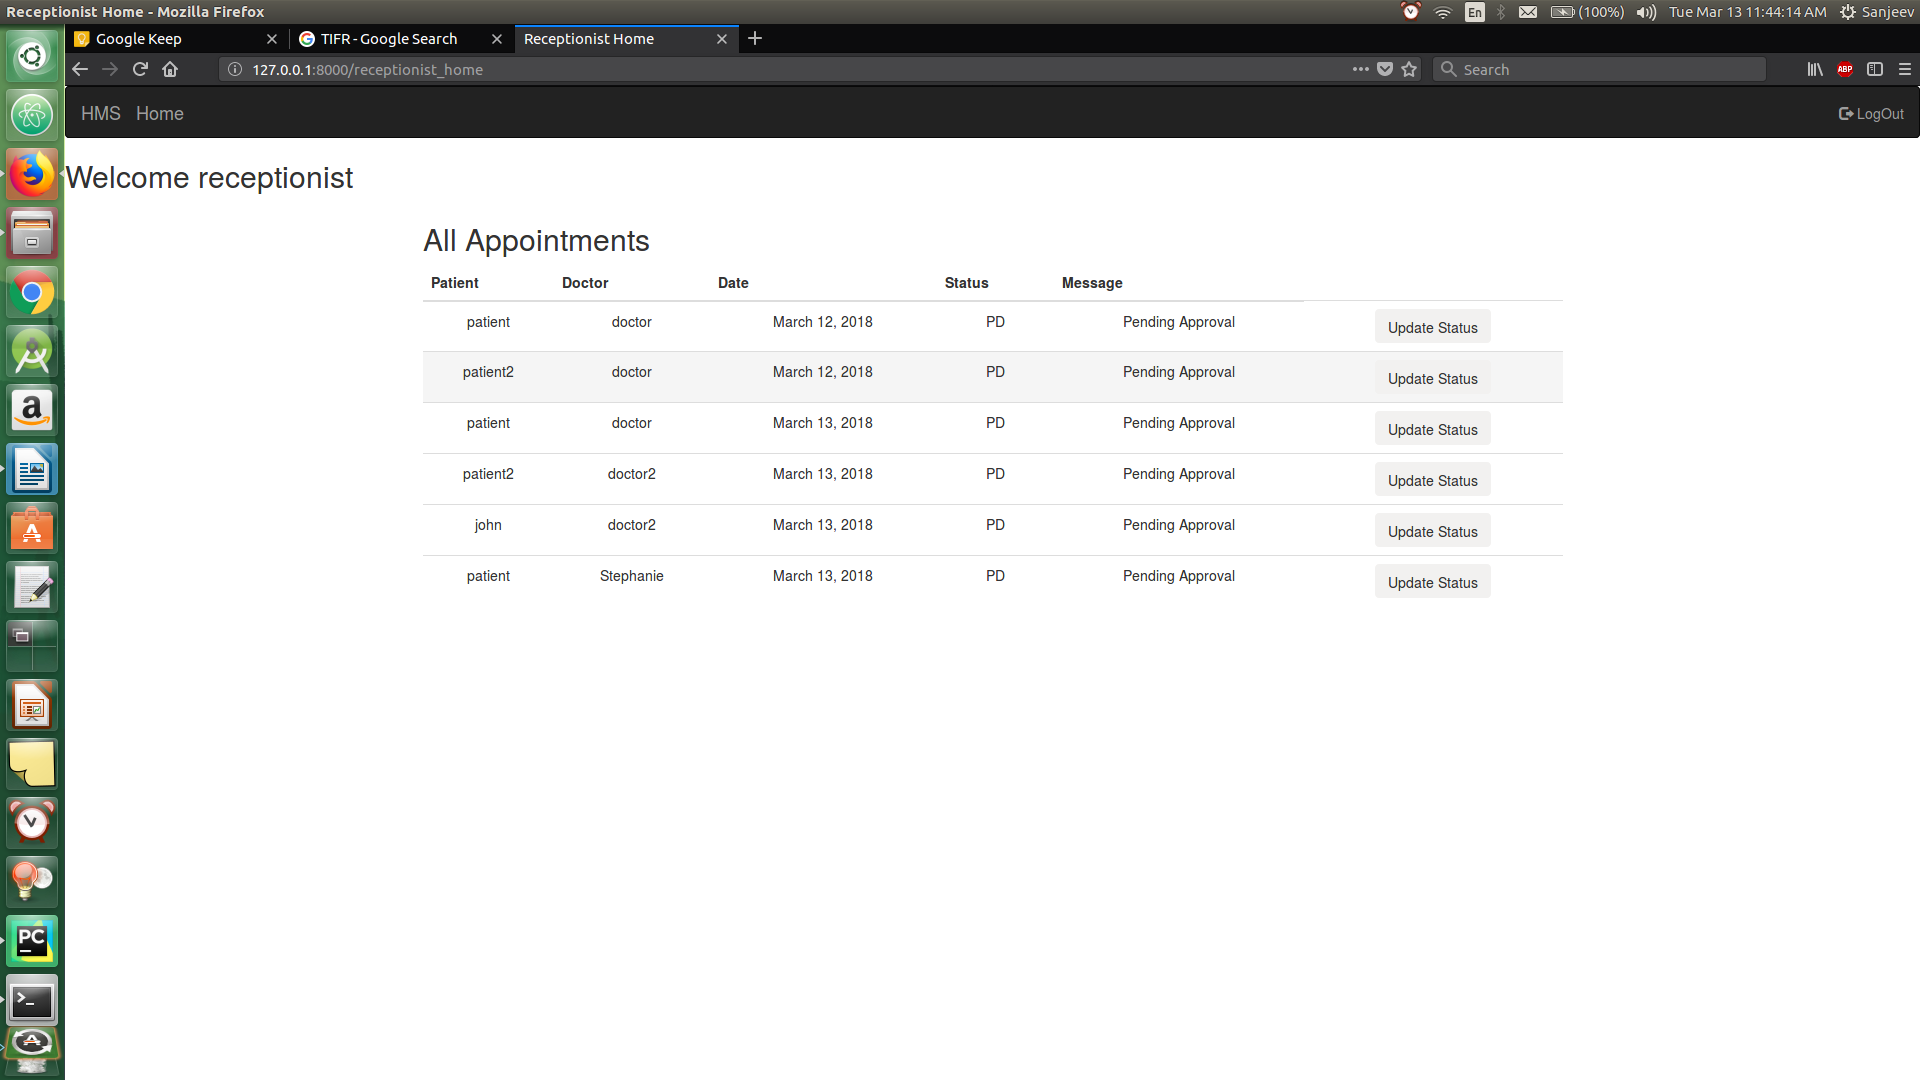 Receptionist Home - Mozilla Firefox En (100%) Tue Mar 13 11:44:14 AM Sanjeev
Google Keep TIFR - Google Search Receptionist Home
127.0.0.1:8000/receptionist_home Search ABP
HMS Home LogOut
Welcome receptionist
All Appointments
Patient Doctor Date Status Message
patient doctor March 12, 2018 PD Pending Approval Update Status
patient2 doctor March 12, 2018 PD Pending Approval Update Status
patient doctor March 13, 2018 PD Pending Approval Update Status
patient2 doctor2 March 13, 2018 PD Pending Approval Update Status
john doctor2 March 13, 2018 PD Pending Approval Update Status
patient Stephanie March 13, 2018 PD Pending Approval Update Status
a
A
PC
>_
A